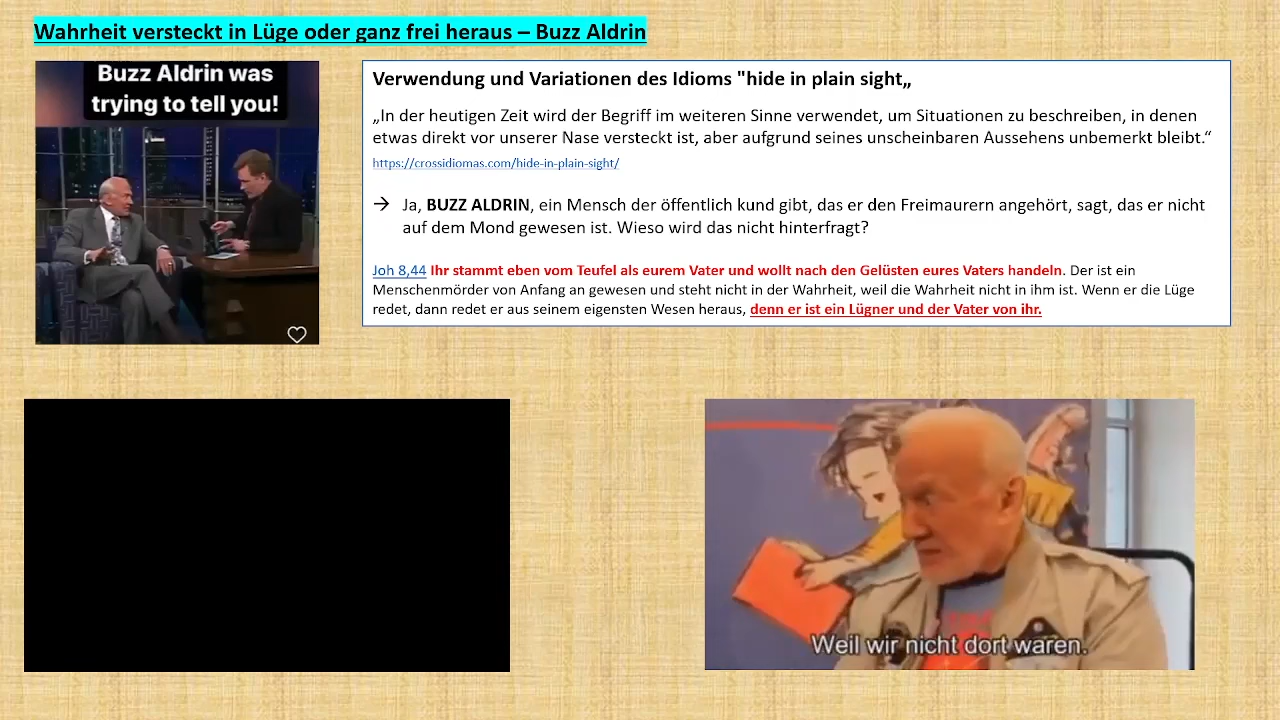 Wahrheit versteckt in Lüge oder ganz frei heraus – Buzz Aldrin
Buzz Aldrin was
trying to tell you!
Verwendung und Variationen des Idioms "hide in plain sight„
„In der heutigen Zeit wird der Begriff im weiteren Sinne verwendet, um Situationen zu beschreiben, in denen
etwas direkt vor unserer Nase versteckt ist, aber aufgrund seines unscheinbaren Aussehens unbemerkt bleibt.“
https://crossidiomas.com/hide-in-plain-sight/
→ Ja, BUZZ ALDRIN, ein Mensch der öffentlich kund gibt, das er den Freimaurern angehört, sagt, das er nicht
auf dem Mond gewesen ist. Wieso wird das nicht hinterfragt?
Joh 8,44 Ihr stammt eben vom Teufel als eurem Vater und wollt nach den Gelüsten eures Vaters handeln. Der ist ein
Menschenmörder von Anfang an gewesen und steht nicht in der Wahrheit, weil die Wahrheit nicht in ihm ist. Wenn er die Lüge
redet, dann redet er aus seinem eigensten Wesen heraus, denn er ist ein Lügner und der Vater von ihr.
Weil wir nicht dort waren.